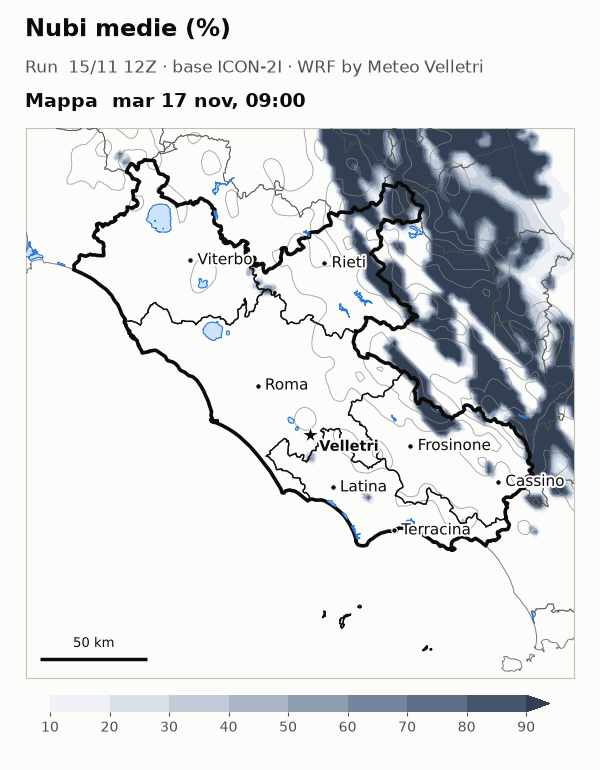 Nubi medie (%)
Run 15/11 12Z · base ICON-2I · WRF by Meteo Velletri
Mappa mar 17 nov, 09:00
Viterbo
Rieti
Roma
Velletri
Frosinone
Latina
Cassino
Terracina
50 km
10 20 30 40 50 60 70 80 90